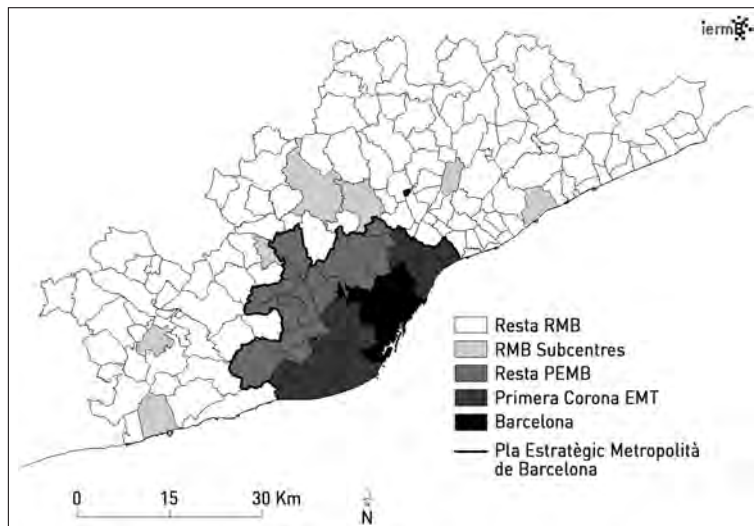 ierm
Resta RMB
RMB Subcentres
Resta PEMB
Primera Corona EMT
Barcelona
Pla Estratègic Metropolità
de Barcelona
0 15 30 Km
N